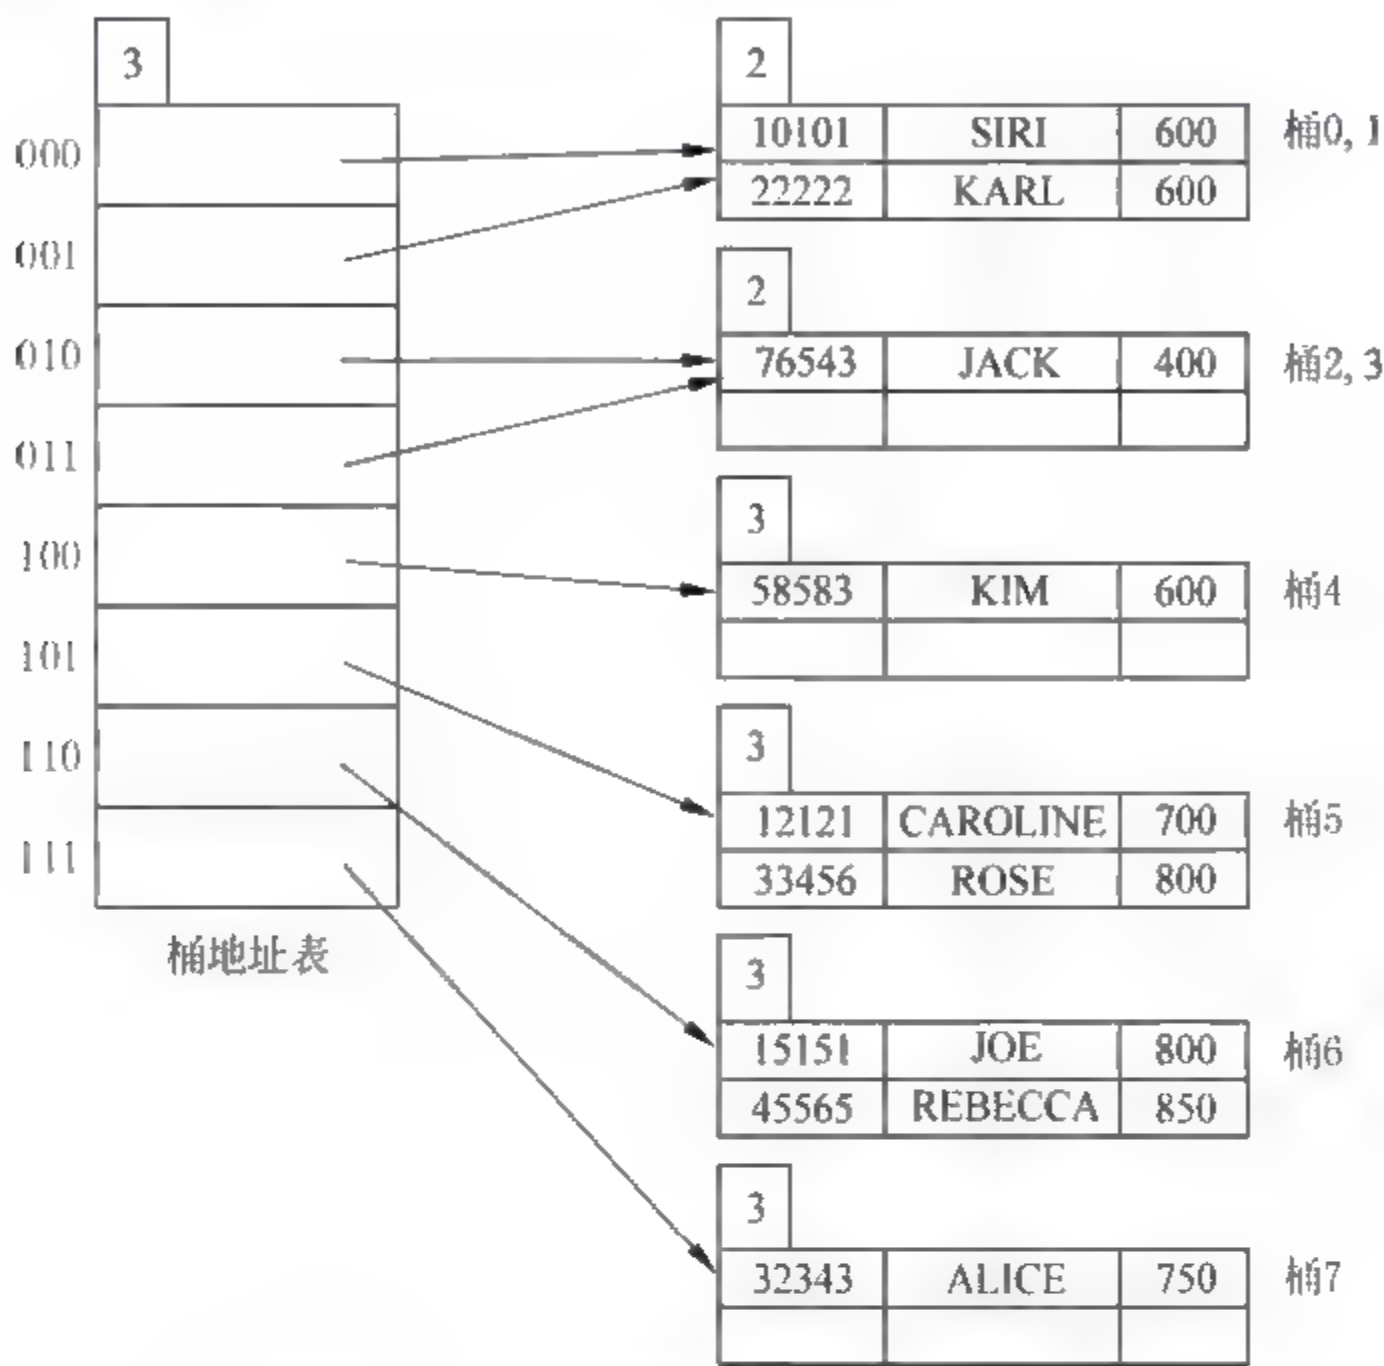 3
000
001
010
011
100
101
110
111
桶地址表
2
10101 SIRI 600 桶0, 1
22222 KARL 600
2
76543 JACK 400 桶2, 3
3
58583 KIM 600 桶4
3
12121 CAROLINE 700 桶5
33456 ROSE 800
3
15151 JOE 800 桶6
45565 REBECCA 850
3
32343 ALICE 750 桶7